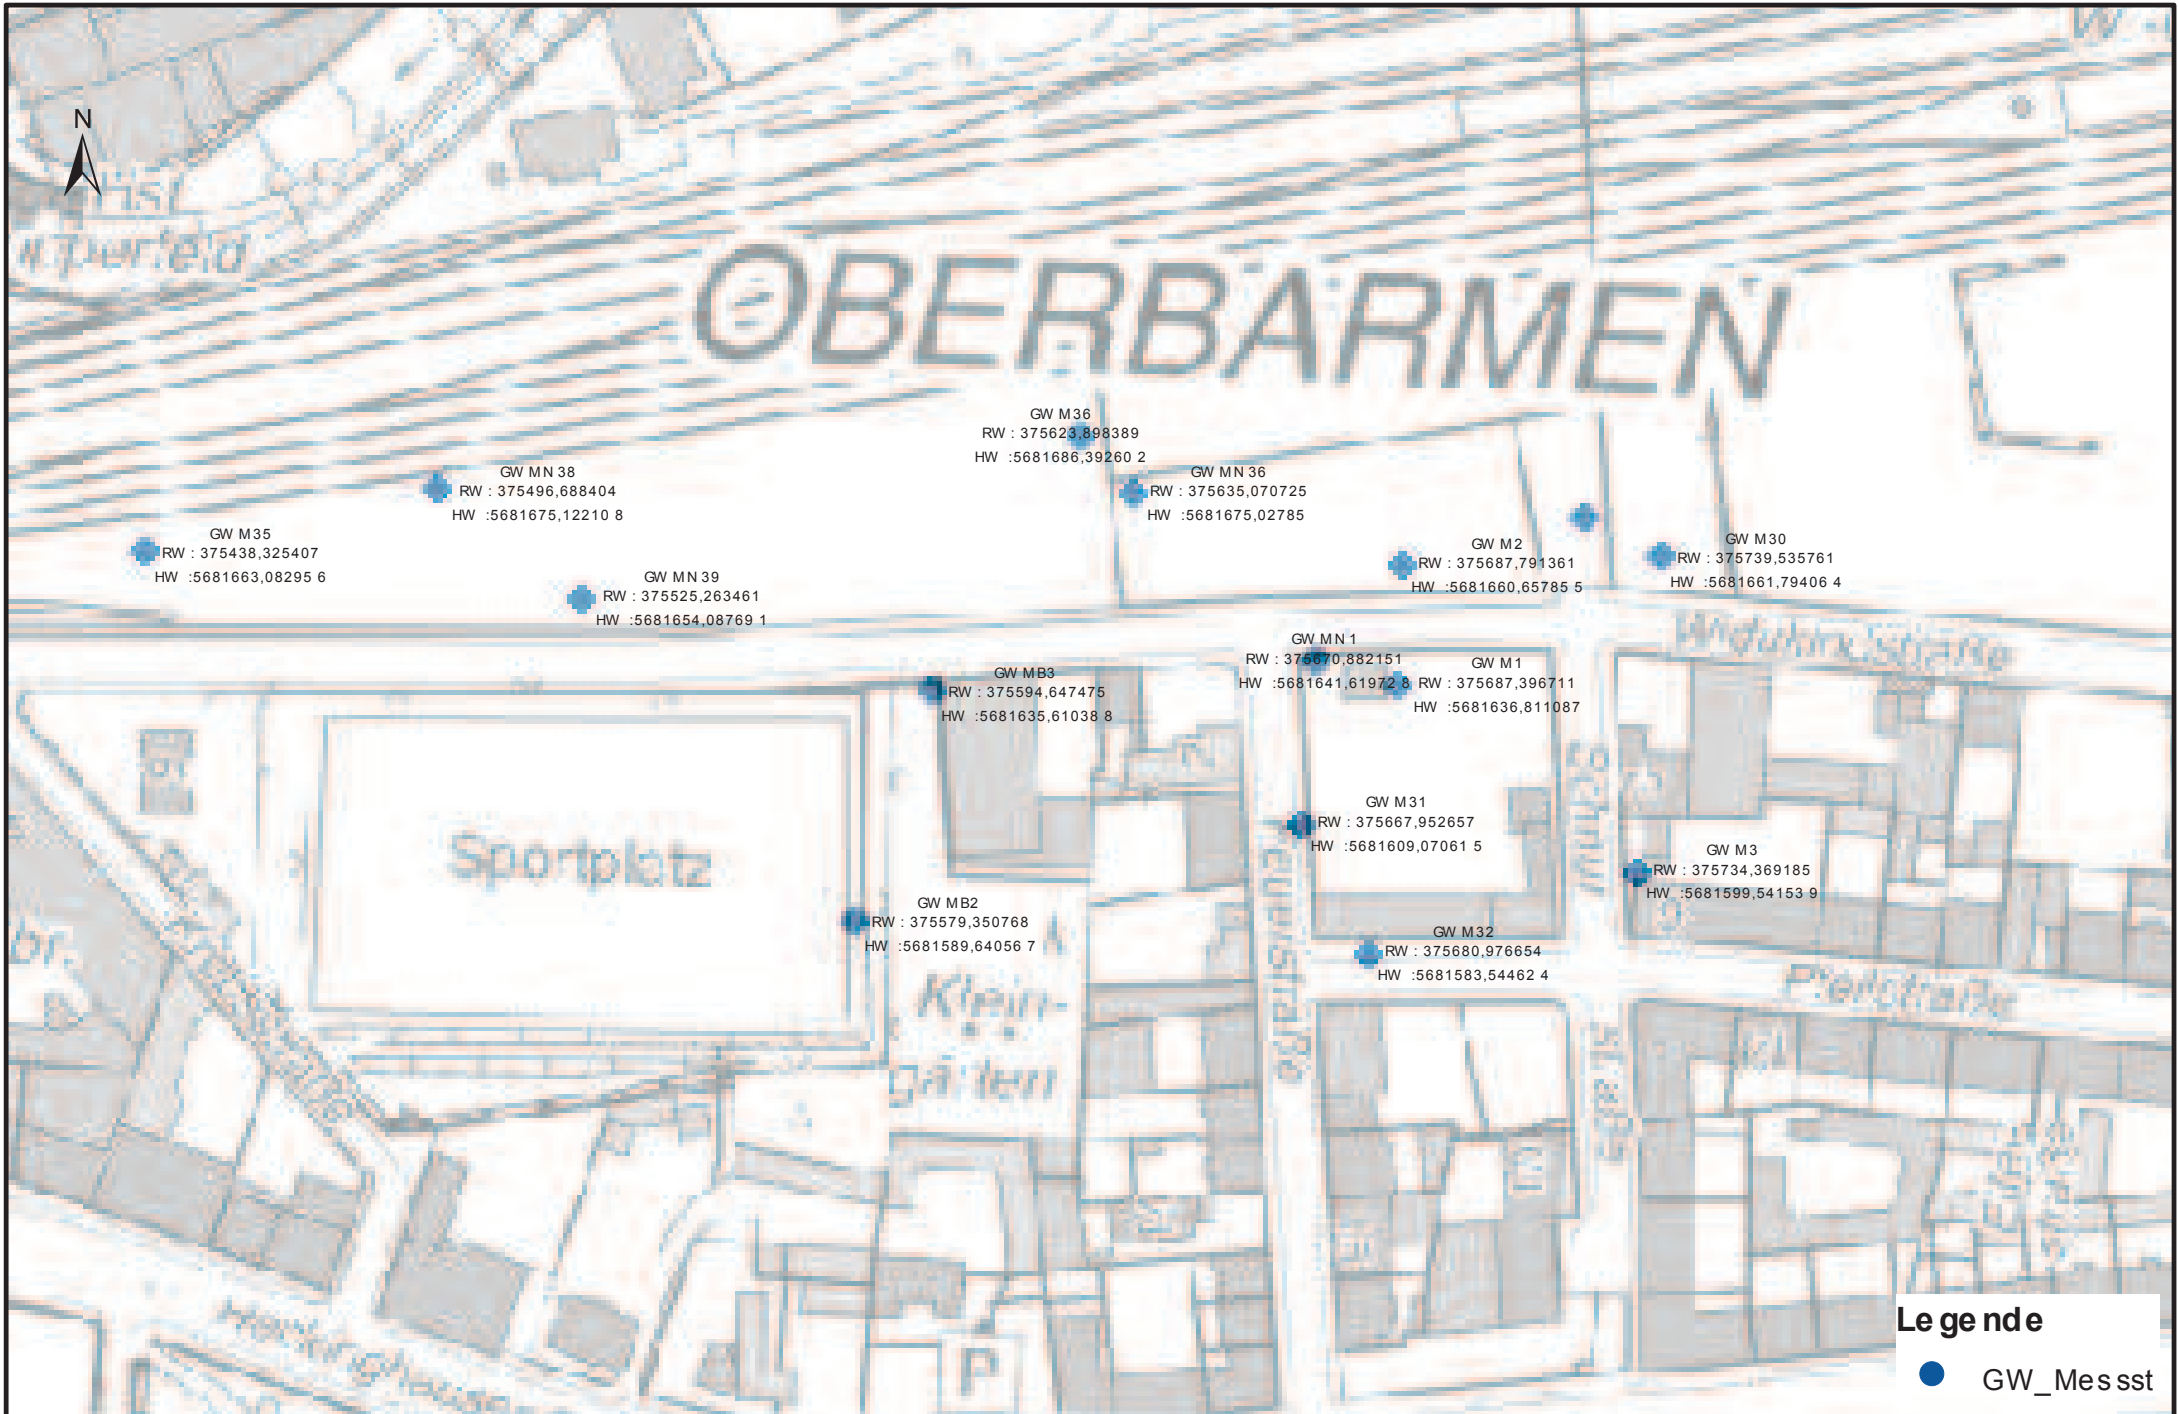 N
OBERBARMEN
GW M36
RW : 375623,898389
HW :5681686,39260 2
GW MN 38
RW : 375496,688404
HW :5681675,12210 8
GW MN 36
RW : 375635,070725
HW :5681675,02785
GW M35
RW : 375438,325407
HW :5681663,08295 6
GW M2
RW : 375687,791361
HW :5681660,65785 5
GW M30
RW : 375739,535761
HW :5681661,79406 4
GW MN 39
RW : 375525,263461
HW :5681654,08769 1
GW MN 1
RW : 375670,882151
HW :5681641,61972 8
GW M1
RW : 375687,396711
HW :5681636,811087
GW MB3
RW : 375594,647475
HW :5681635,61038 8
GW M31
RW : 375667,952657
HW :5681609,07061 5
Sportplatz
GW M3
RW : 375734,369185
HW :5681599,54153 9
GW MB2
RW : 375579,350768
HW :5681589,64056 7
GW M32
RW : 375680,976654
HW :5681583,54462 4
Klein-
gärten
P
Legende
GW_Messst